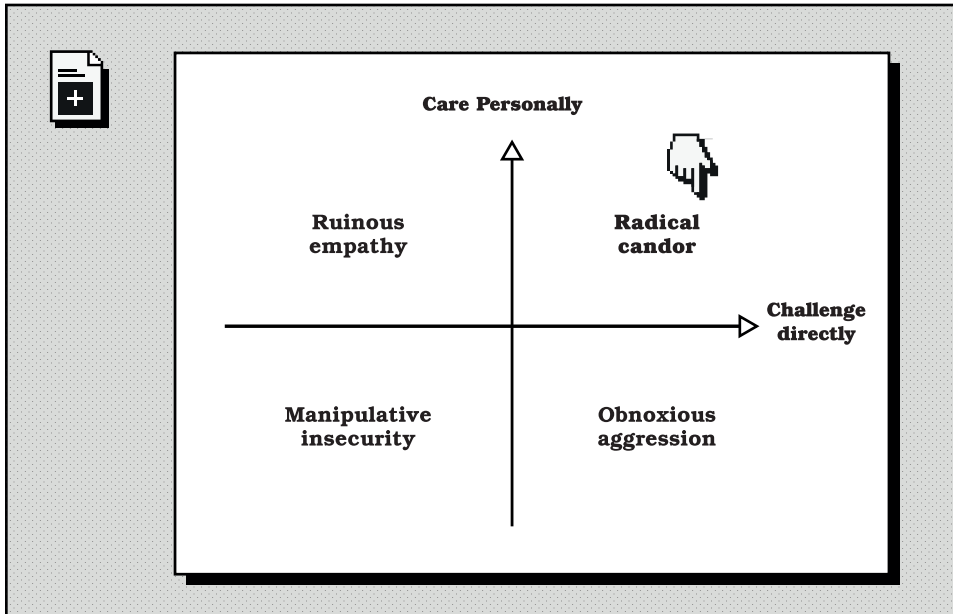 Care Personally
Ruinous
empathy
Radical
candor
Challenge
directly
Manipulative
insecurity
Obnoxious
aggression